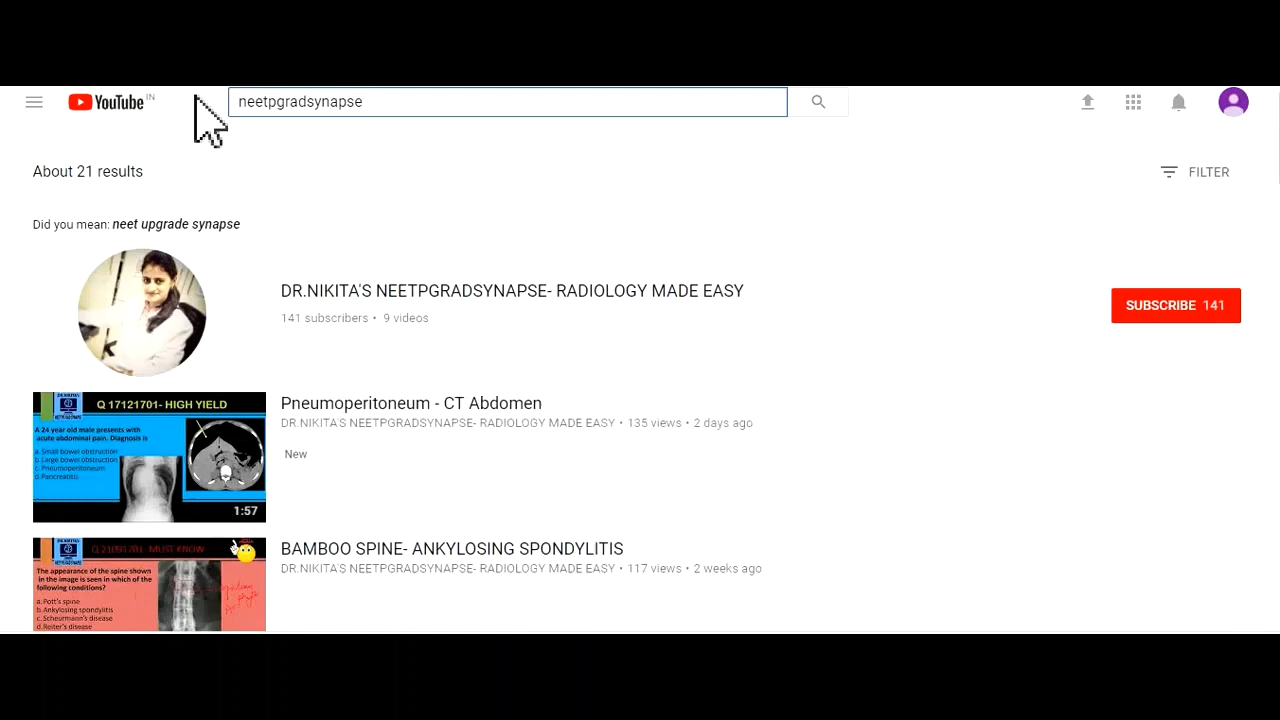 YouTube IN
neetpgradsynapse
About 21 results
FILTER
Did you mean: neet upgrade synapse
DR.NIKITA'S NEETPGRADSYNAPSE- RADIOLOGY MADE EASY
141 subscribers • 9 videos
SUBSCRIBE 141
Q 17121701- HIGH YIELD
A 24 year old male presents with
acute abdominal pain. Diagnosis is
a. Small bowel obstruction
b. Large bowel obstruction
c. Pneumoperitoneum
d. Pancreatitis
1:57
Pneumoperitoneum - CT Abdomen
DR.NIKITA'S NEETPGRADSYNAPSE- RADIOLOGY MADE EASY • 135 views • 2 days ago
New
MUST KNOW
The appearance of the spine shown
in the image is seen in which of the
following conditions?
a. Pott's spine
b. Ankylosing spondylitis
c. Scheurmann's disease
d. Reiter's disease
BAMBOO SPINE- ANKYLOSING SPONDYLITIS
DR.NIKITA'S NEETPGRADSYNAPSE- RADIOLOGY MADE EASY • 117 views • 2 weeks ago